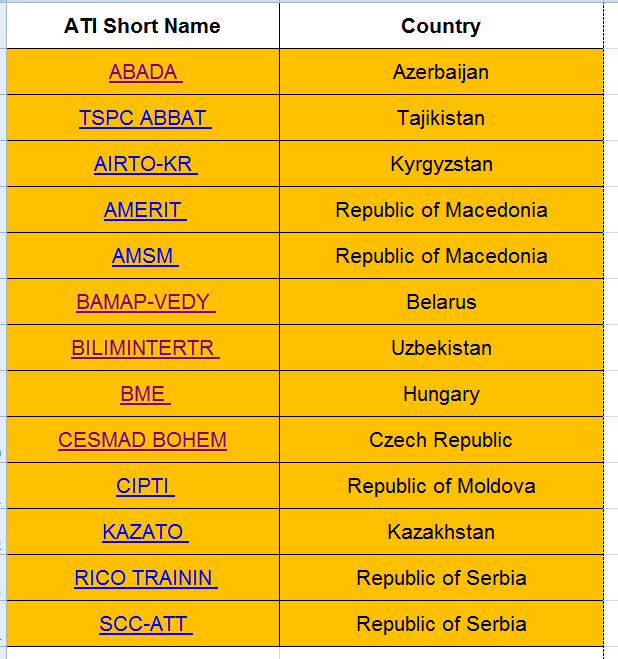 ATI Short Name Country
ABADA Azerbaijan
TSPC ABBAT Tajikistan
AIRTO-KR Kyrgyzstan
AMERIT Republic of Macedonia
AMSM Republic of Macedonia
BAMAP-VEDY Belarus
BILIMINTERTR Uzbekistan
BME Hungary
CESMAD BOHEM Czech Republic
CIPTI Republic of Moldova
KAZATO Kazakhstan
RICO TRAININ Republic of Serbia
SCC-ATT Republic of Serbia